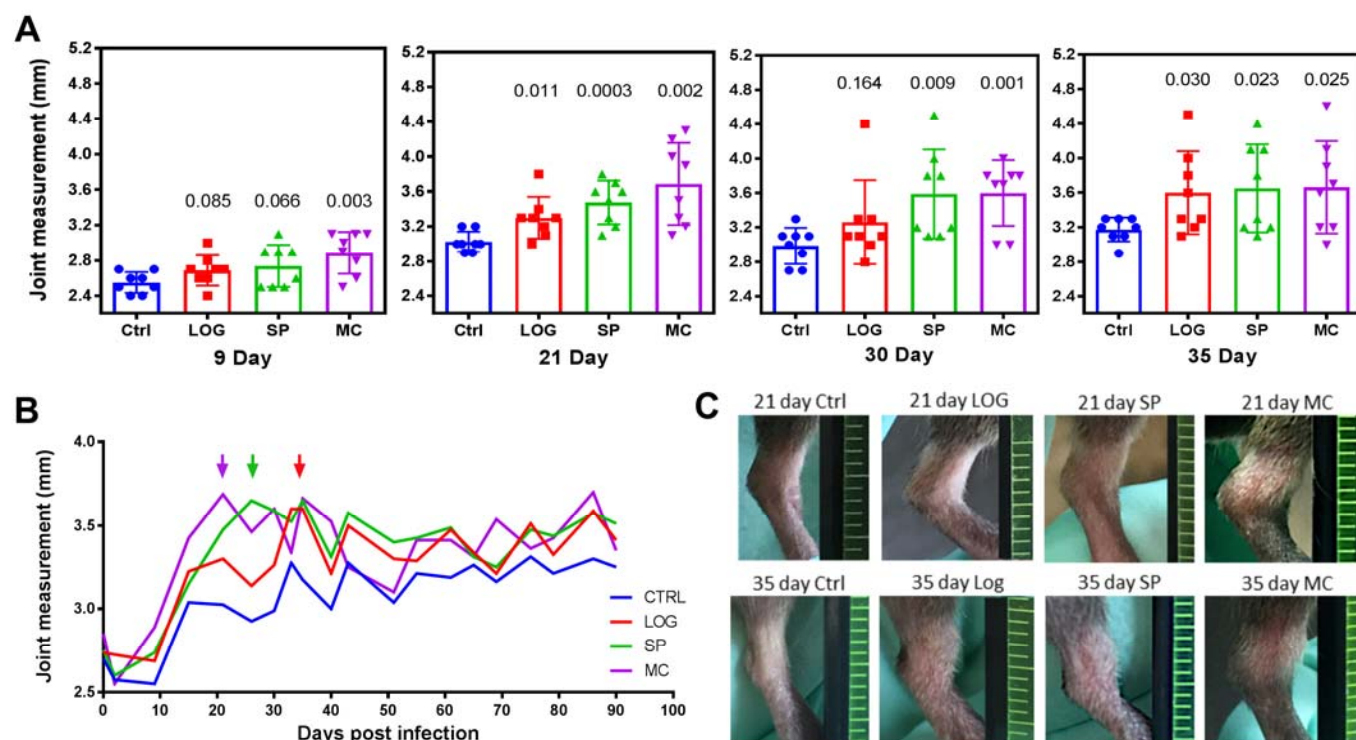 A
Joint measurement (mm)
5.2 4.8 4.4 4.0 3.6 3.2 2.8 2.4
0.085 0.066 0.003
Ctrl LOG SP MC
9 Day
5.2 4.8 4.4 4.0 3.6 3.2 2.8 2.4
0.011 0.0003 0.002
Ctrl LOG SP MC
21 Day
5.2 4.8 4.4 4.0 3.6 3.2 2.8 2.4
0.164 0.009 0.001
Ctrl LOG SP MC
30 Day
5.2 4.8 4.4 4.0 3.6 3.2 2.8 2.4
0.030 0.023 0.025
Ctrl LOG SP MC
35 Day
B
Joint measurement (mm)
4.0
3.5
3.0
2.5
CTRL
LOG
SP
MC
0 10 20 30 40 50 60 70 80 90 100
Days post infection
C
21 day Ctrl 21 day LOG 21 day SP 21 day MC
35 day Ctrl 35 day Log 35 day SP 35 day MC